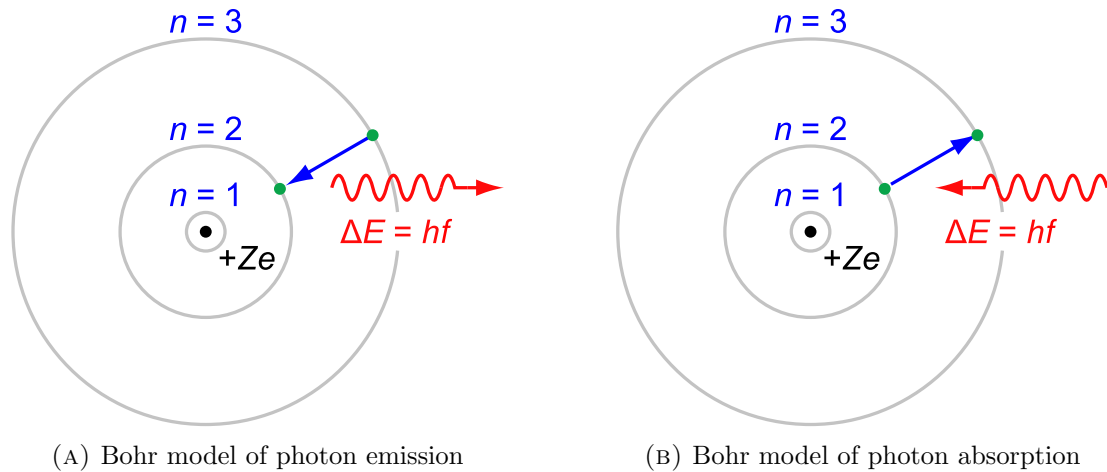 n = 3
n = 2
n = 1
+Ze
ΔE = hf
(A) Bohr model of photon emission
n = 3
n = 2
n = 1
+Ze
ΔE = hf
(B) Bohr model of photon absorption